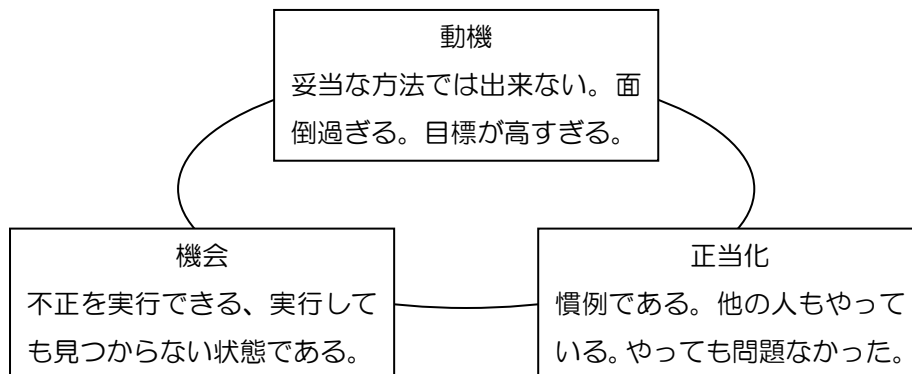 動機
妥当な方法では出来ない。面
倒過ぎる。目標が高すぎる。
機会
不正を実行できる、実行して
も見つからない状態である。
正当化
慣例である。他の人もやって
いる。やっても問題なかった。